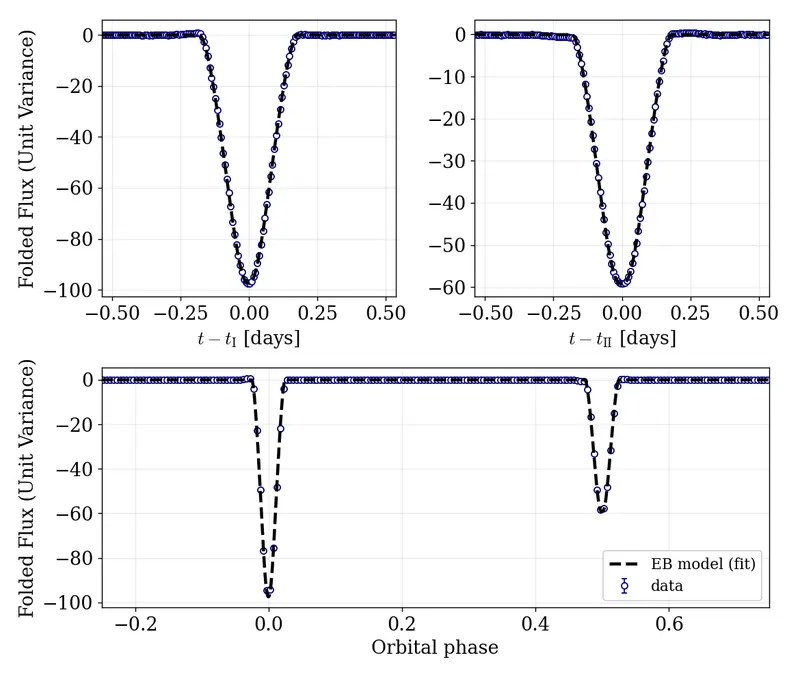 Folded Flux (Unit Variance)
0
−20
−40
−60
−80
−100
−0.50 −0.25 0.00 0.25 0.50
t − tI [days]
0
−10
−20
−30
−40
−50
−60
−0.50 −0.25 0.00 0.25 0.50
t − tII [days]
Folded Flux (Unit Variance)
0
−20
−40
−60
−80
−100
−0.2 0.0 0.2 0.4 0.6
Orbital phase
EB model (fit)
data